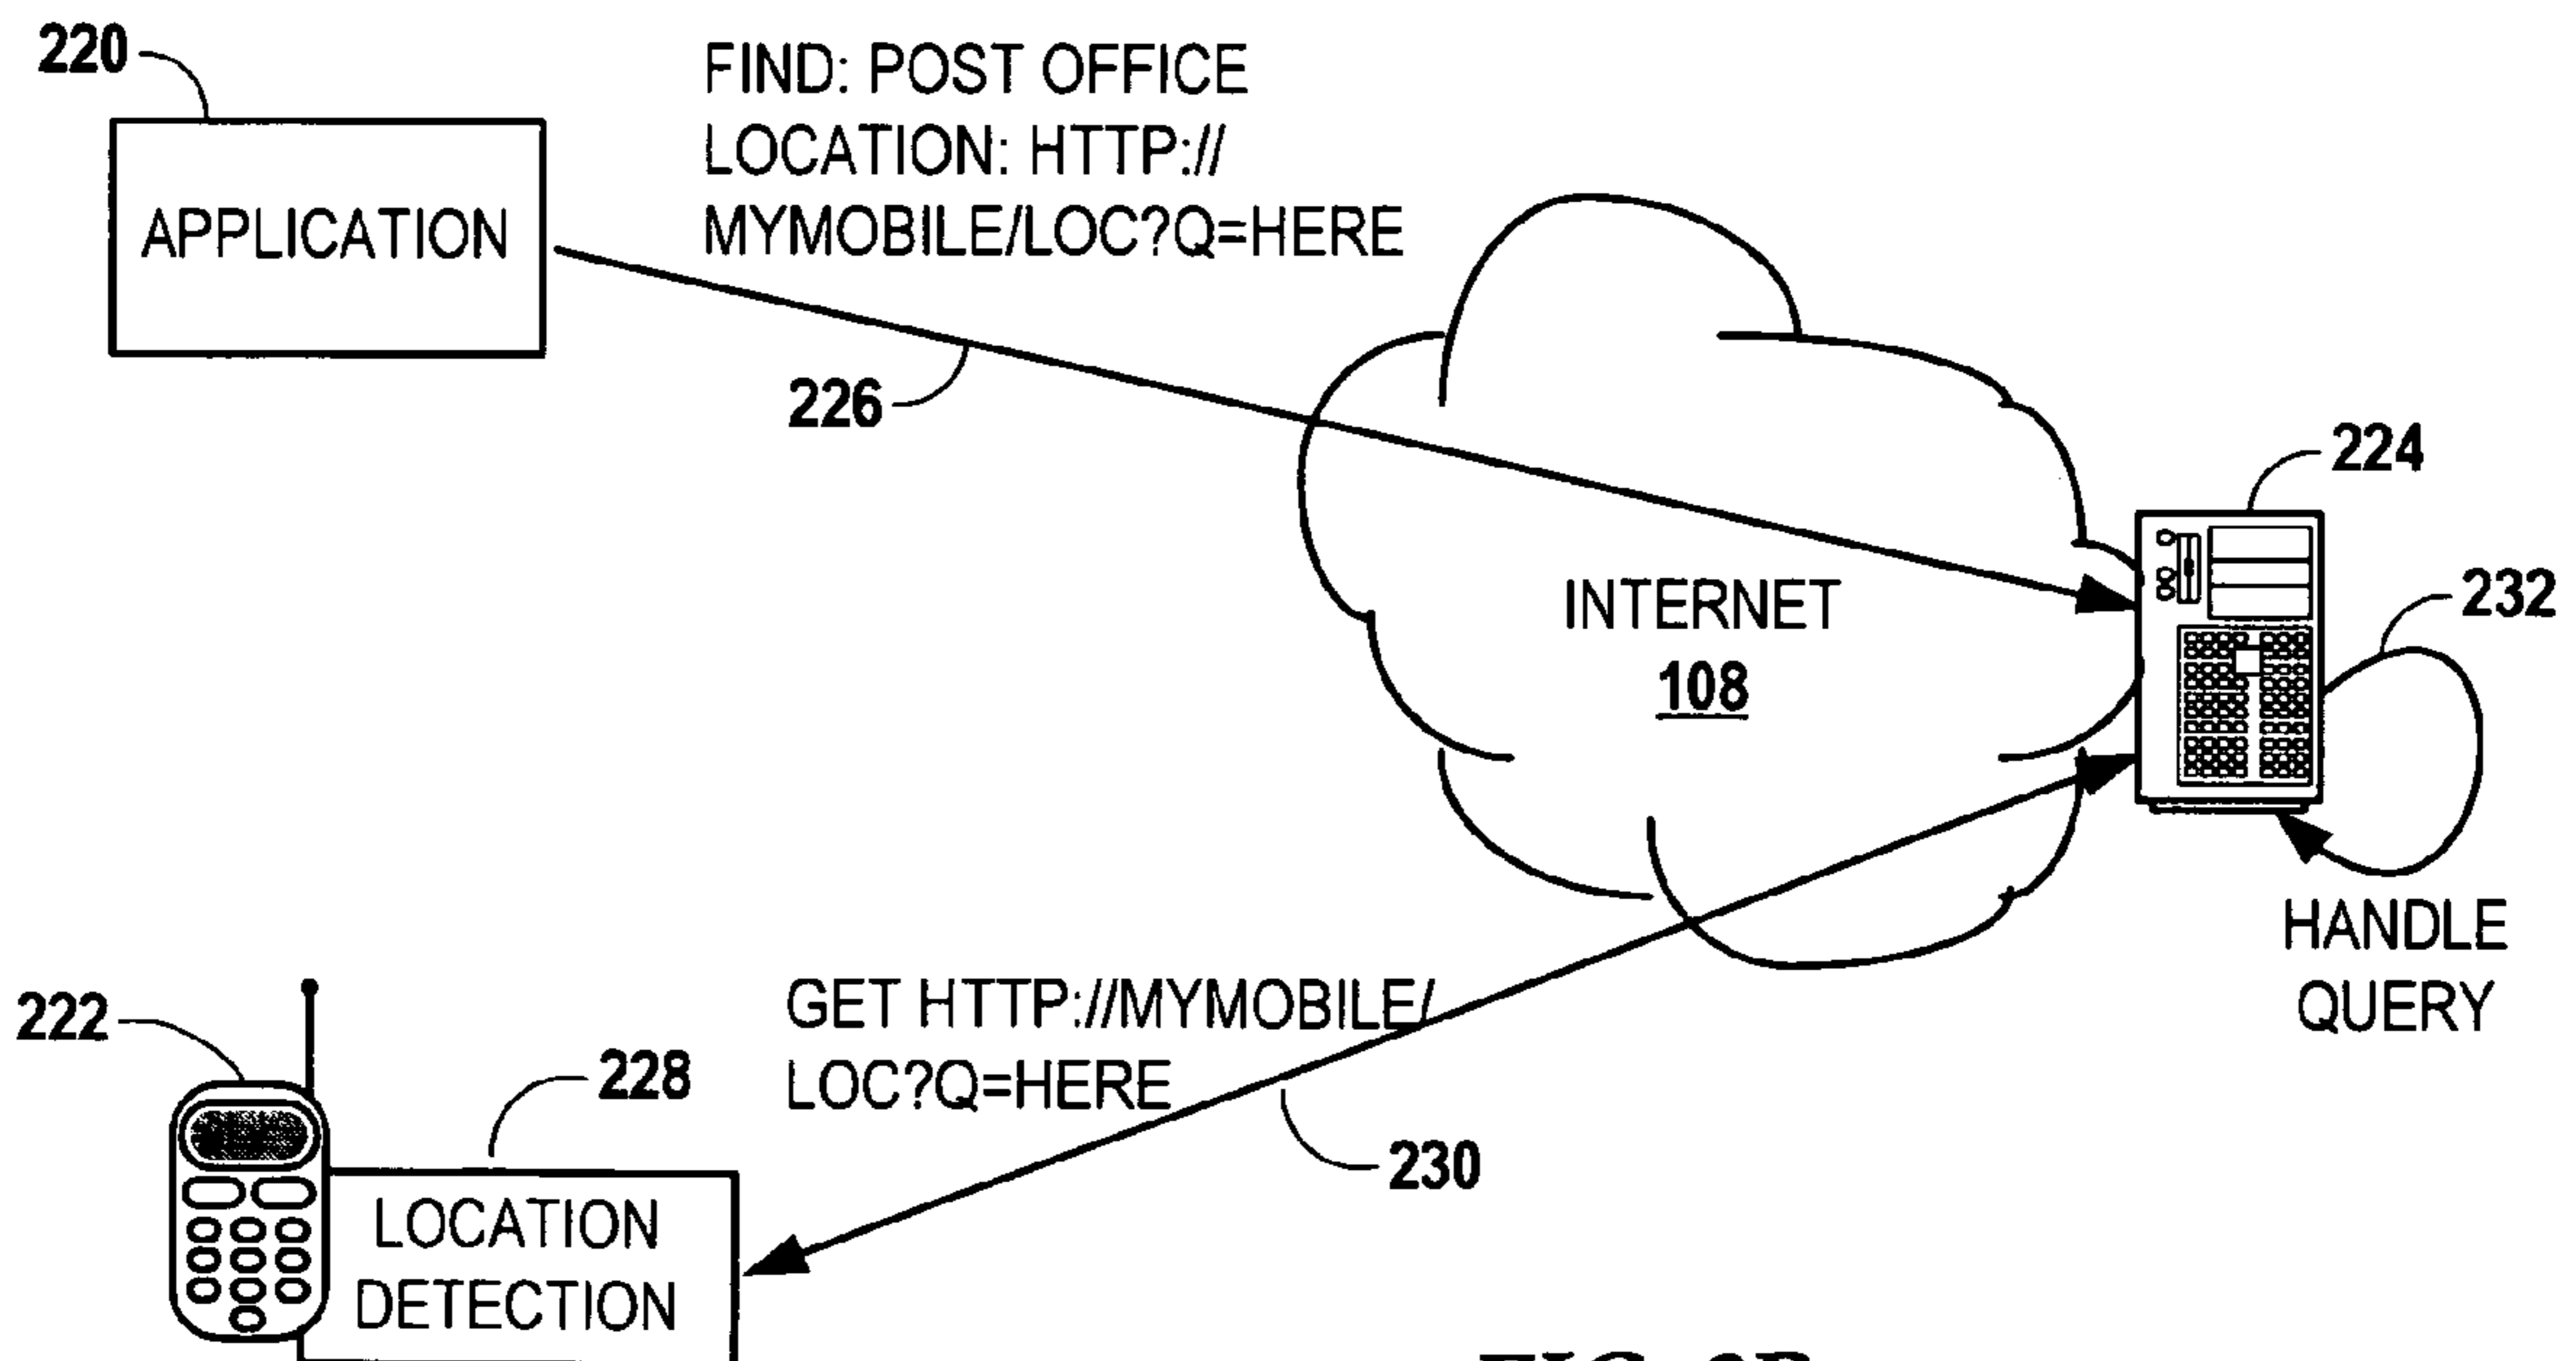 220
FIND: POST OFFICE
LOCATION: HTTP://
MYMOBILE/LOC?Q=HERE
APPLICATION
226
224
INTERNET
108
232
HANDLE
QUERY
GET HTTP://MYMOBILE/
LOC?Q=HERE
222
228
230
LOCATION
DETECTION